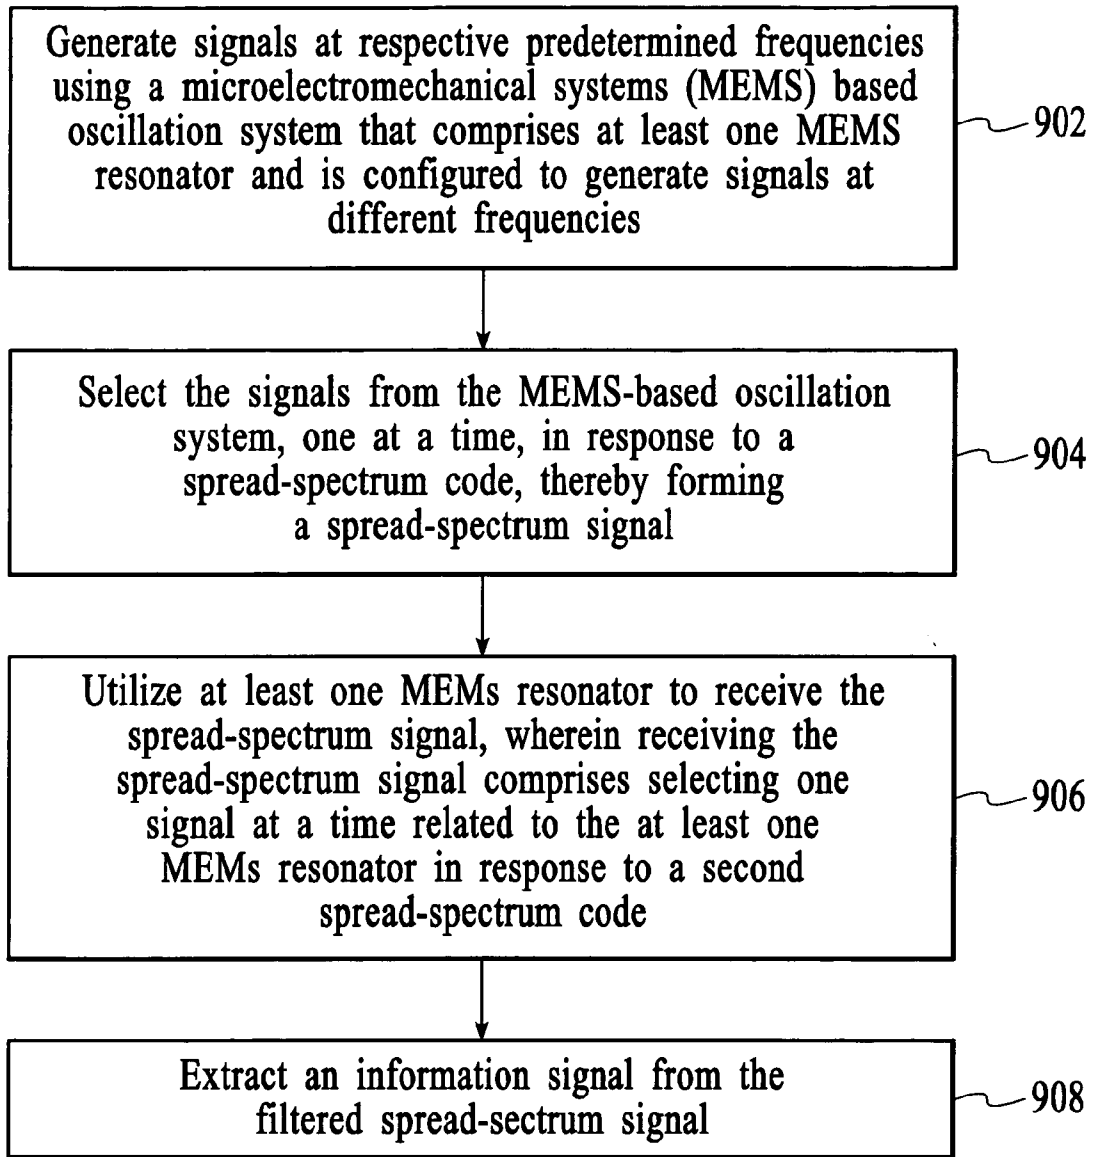 Generate signals at respective predetermined frequencies
using a microelectromechanical systems (MEMS) based
oscillation system that comprises at least one MEMS
resonator and is configured to generate signals at
different frequencies
902
Select the signals from the MEMS-based oscillation
system, one at a time, in response to a
spread-spectrum code, thereby forming
a spread-spectrum signal
904
Utilize at least one MEMs resonator to receive the
spread-spectrum signal, wherein receiving the
spread-spectrum signal comprises selecting one
signal at a time related to the at least one
MEMs resonator in response to a second
spread-spectrum code
906
Extract an information signal from the
filtered spread-sectrum signal
908